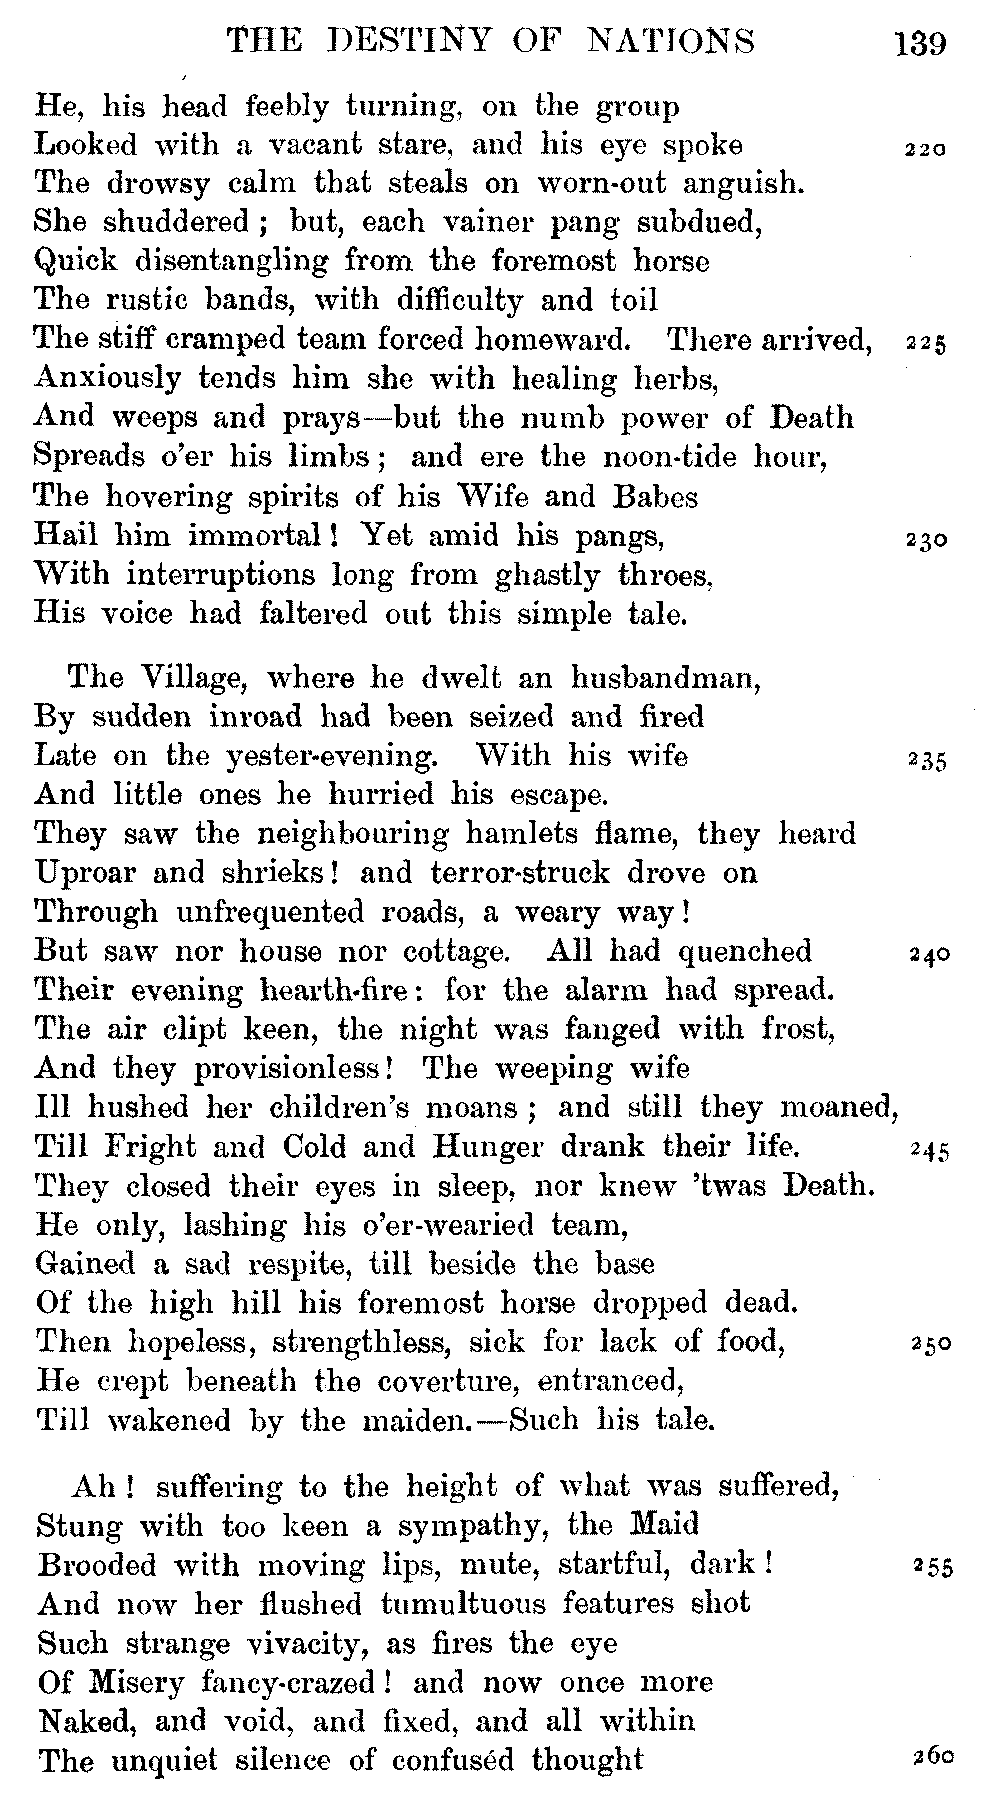 THE DESTINY OF NATIONS 139
He, his head feebly turning, on the group
Looked with a vacant stare, and his eye spoke 220
The drowsy calm that steals on worn-out anguish.
She shuddered ; but, each vainer pang subdued,
Quick disentangling from the foremost horse
The rustic bands, with difficulty and toil
The stiff cramped team forced homeward. There arrived, 225
Anxiously tends him she with healing herbs,
And weeps and prays—but the numb power of Death
Spreads o'er his limbs ; and ere the noon-tide hour,
The hovering spirits of his Wife and Babes
Hail him immortal ! Yet amid his pangs, 230
With interruptions long from ghastly throes,
His voice had faltered out this simple tale.
The Village, where he dwelt an husbandman,
By sudden inroad had been seized and fired
Late on the yester-evening. With his wife 235
And little ones he hurried his escape.
They saw the neighbouring hamlets flame, they heard
Uproar and shrieks ! and terror-struck drove on
Through unfrequented roads, a weary way !
But saw nor house nor cottage. All had quenched 240
Their evening hearth-fire : for the alarm had spread.
The air clipt keen, the night was fanged with frost,
And they provisionless ! The weeping wife
Ill hushed her children's moans ; and still they moaned,
Till Fright and Cold and Hunger drank their life. 245
They closed their eyes in sleep, nor knew 'twas Death.
He only, lashing his o'er-wearied team,
Gained a sad respite, till beside the base
Of the high hill his foremost horse dropped dead.
Then hopeless, strengthless, sick for lack of food, 250
He crept beneath the coverture, entranced,
Till wakened by the maiden.—Such his tale.
Ah ! suffering to the height of what was suffered,
Stung with too keen a sympathy, the Maid
Brooded with moving lips, mute, startful, dark ! 255
And now her flushed tumultuous features shot
Such strange vivacity, as fires the eye
Of Misery fancy-crazed ! and now once more
Naked, and void, and fixed, and all within
The unquiet silence of confuséd thought 260